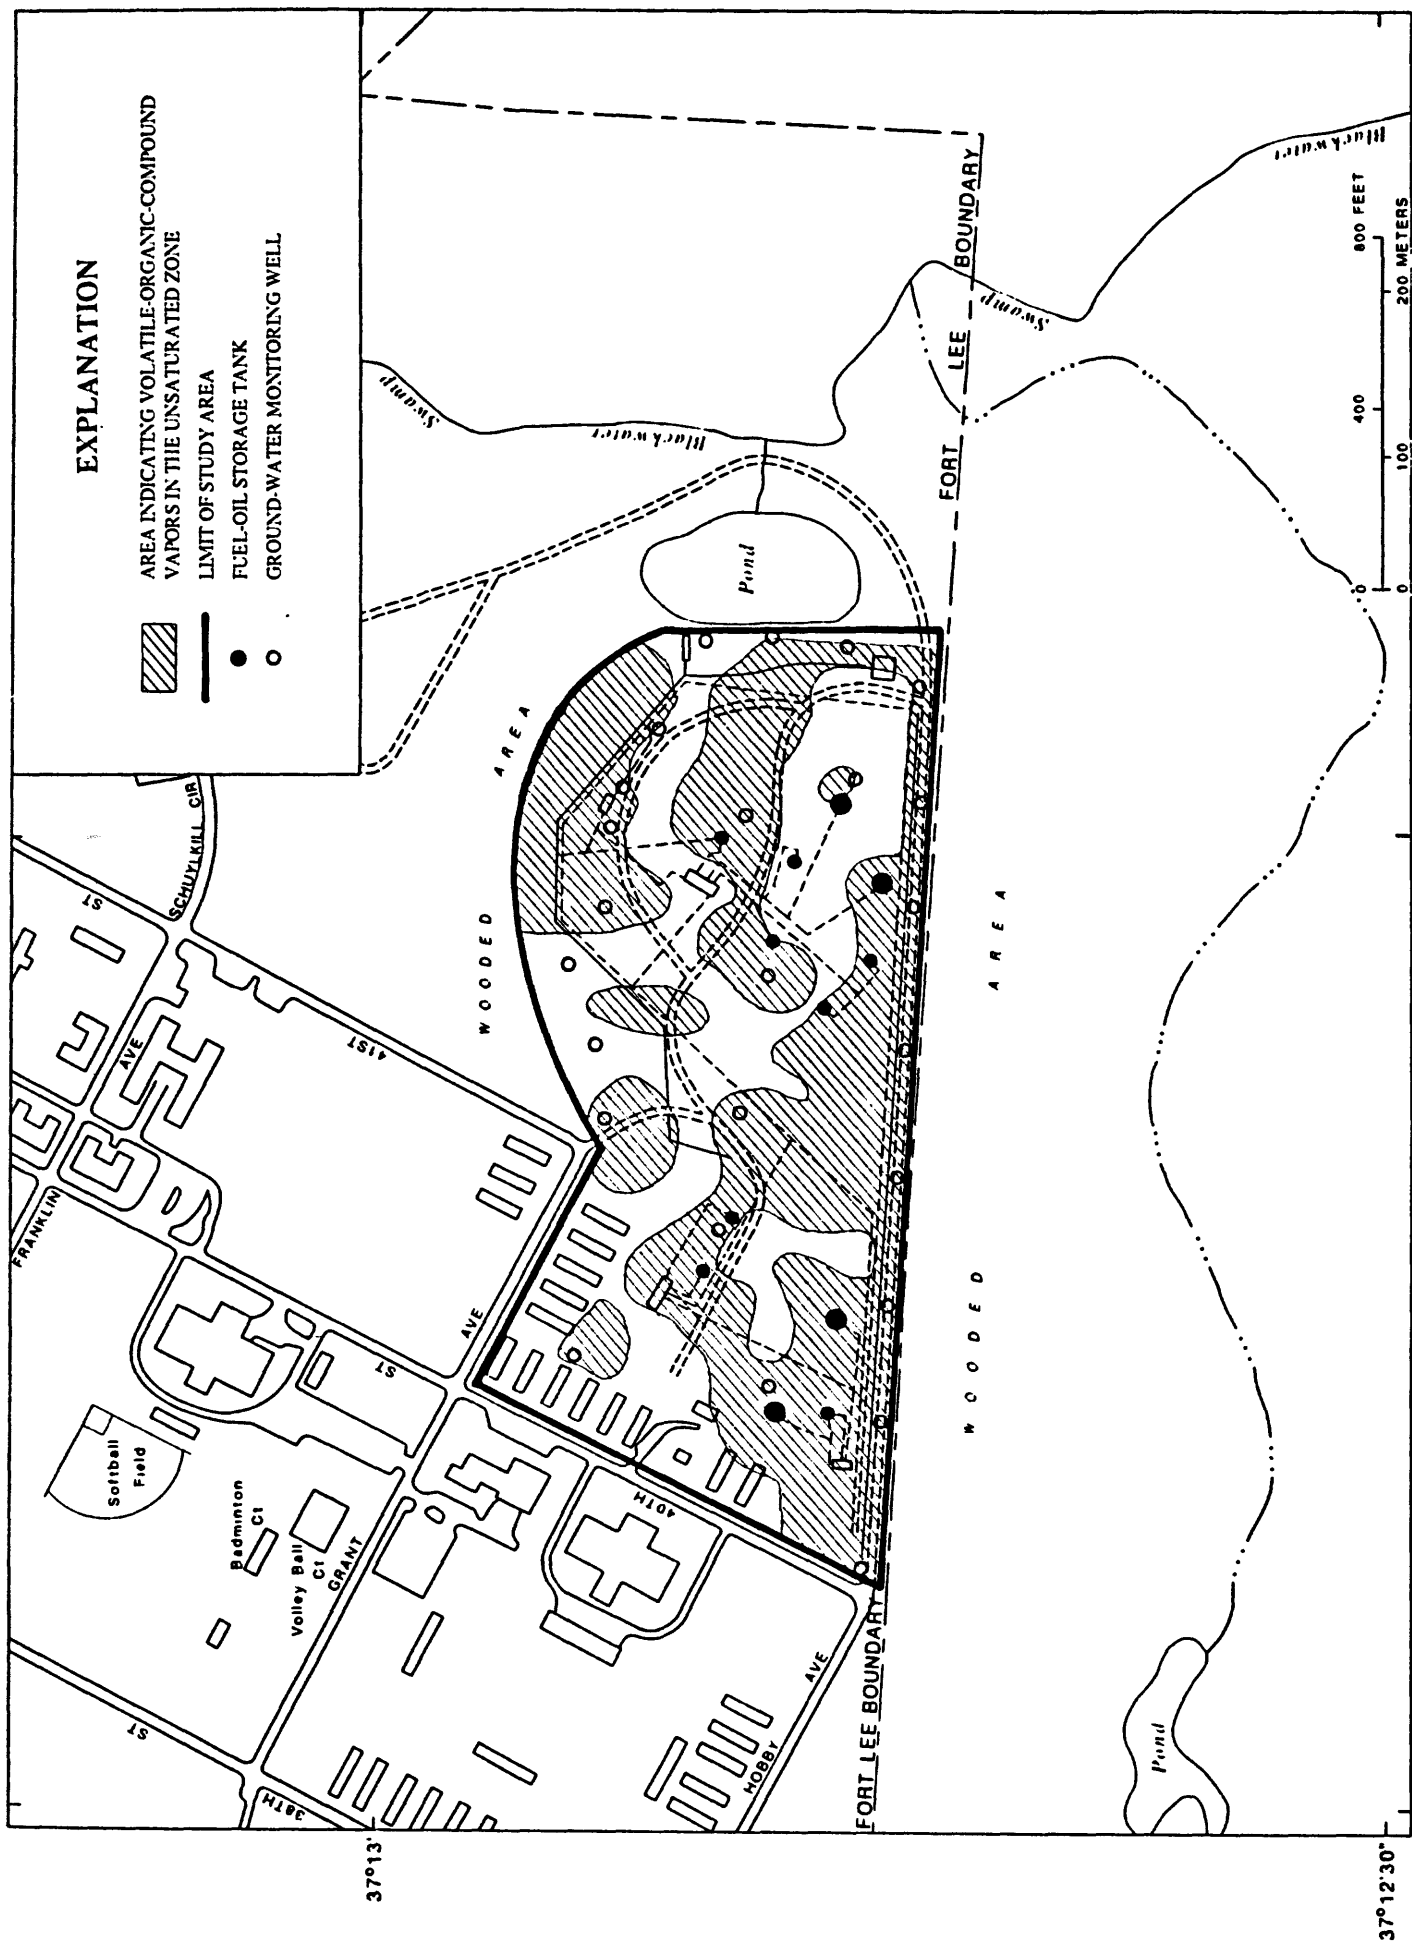 EXPLANATION
AREA INDICATING VOLATILE-ORGANIC-COMPOUND
VAPORS IN THE UNSATURATED ZONE
LIMIT OF STUDY AREA
FUEL-OIL STORAGE TANK
GROUND-WATER MONITORING WELL
FRANKLIN
AVE
ST
SCHUYLKILL CIR
41ST
ST
AVE
GRANT
Softball
Field
Badminton
Ct
Volley Ball
Ct
ST
38TH
40TH
HOBBY
AVE
WOODED
AREA
Swamp
Blackwater
Pond
FORT LEE BOUNDARY
FORT LEE BOUNDARY
Swamp
Blackwater
WOODED
AREA
Pond
37°13'
37°12'30"
0 400 800 FEET
0 100 200 METERS